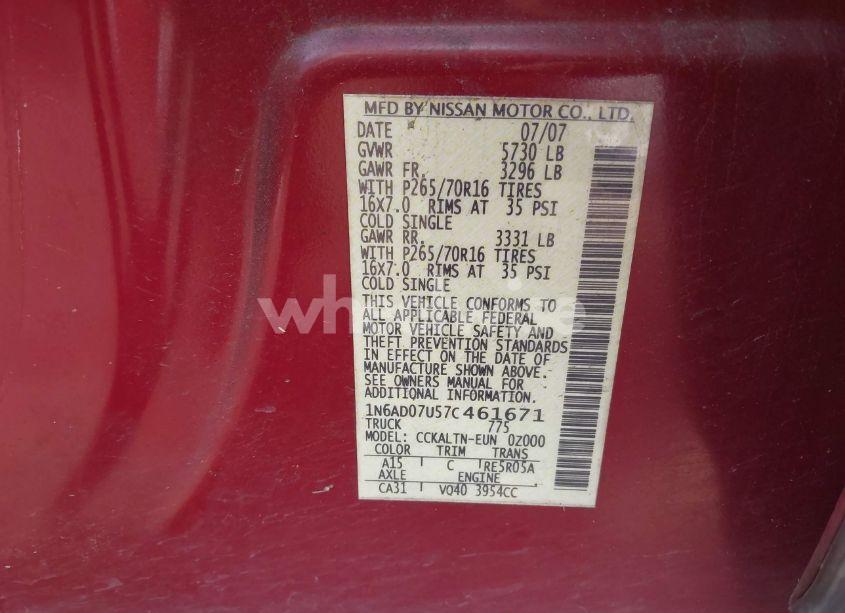 MFD BY NISSAN MOTOR CO., LTD.
DATE 07/07
GVWR 5730 LB
GAWR FR. 3296 LB
WITH P265/70R16 TIRES
16X7.0 RIMS AT 35 PSI
COLD SINGLE
GAWR RR. 3331 LB
WITH P265/70R16 TIRES
16X7.0 RIMS AT 35 PSI
COLD SINGLE
THIS VEHICLE CONFORMS TO
ALL APPLICABLE FEDERAL
MOTOR VEHICLE SAFETY AND
THEFT PREVENTION STANDARDS
IN EFFECT ON THE DATE OF
MANUFACTURE SHOWN ABOVE.
SEE OWNERS MANUAL FOR
ADDITIONAL INFORMATION.
1N6AD07U57C461671
TRUCK 775
MODEL: CCKALTN-EUN 0Z000
COLOR TRIM TRANS
A15 C RE5R05A
AXLE ENGINE
CA31 VQ40 3954CC